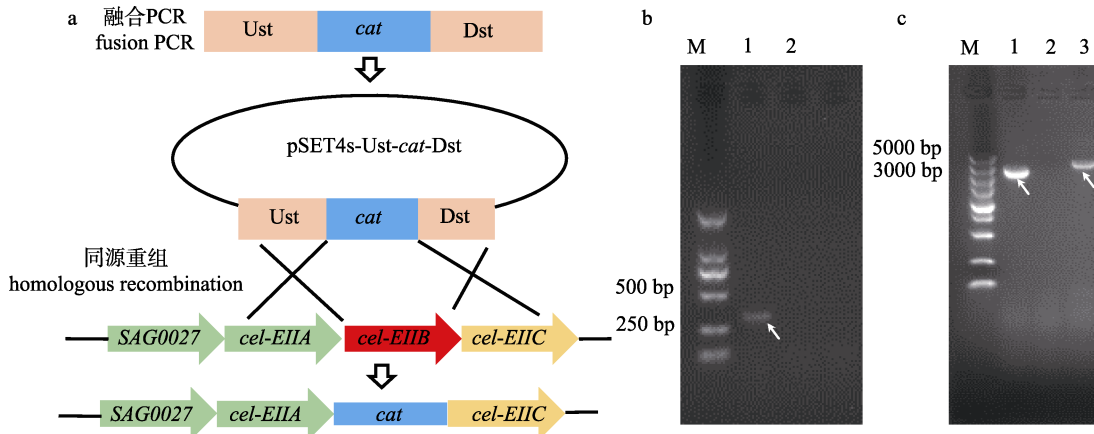 a
融合PCR
fusion PCR
Ust cat Dst
pSET4s-Ust-cat-Dst
Ust cat Dst
同源重组
homologous recombination
SAG0027 cel-EIIA cel-EIIB cel-EIIC
SAG0027 cel-EIIA cat cel-EIIC
b
M 1 2
500 bp
250 bp
c
M 1 2 3
5000 bp
3000 bp